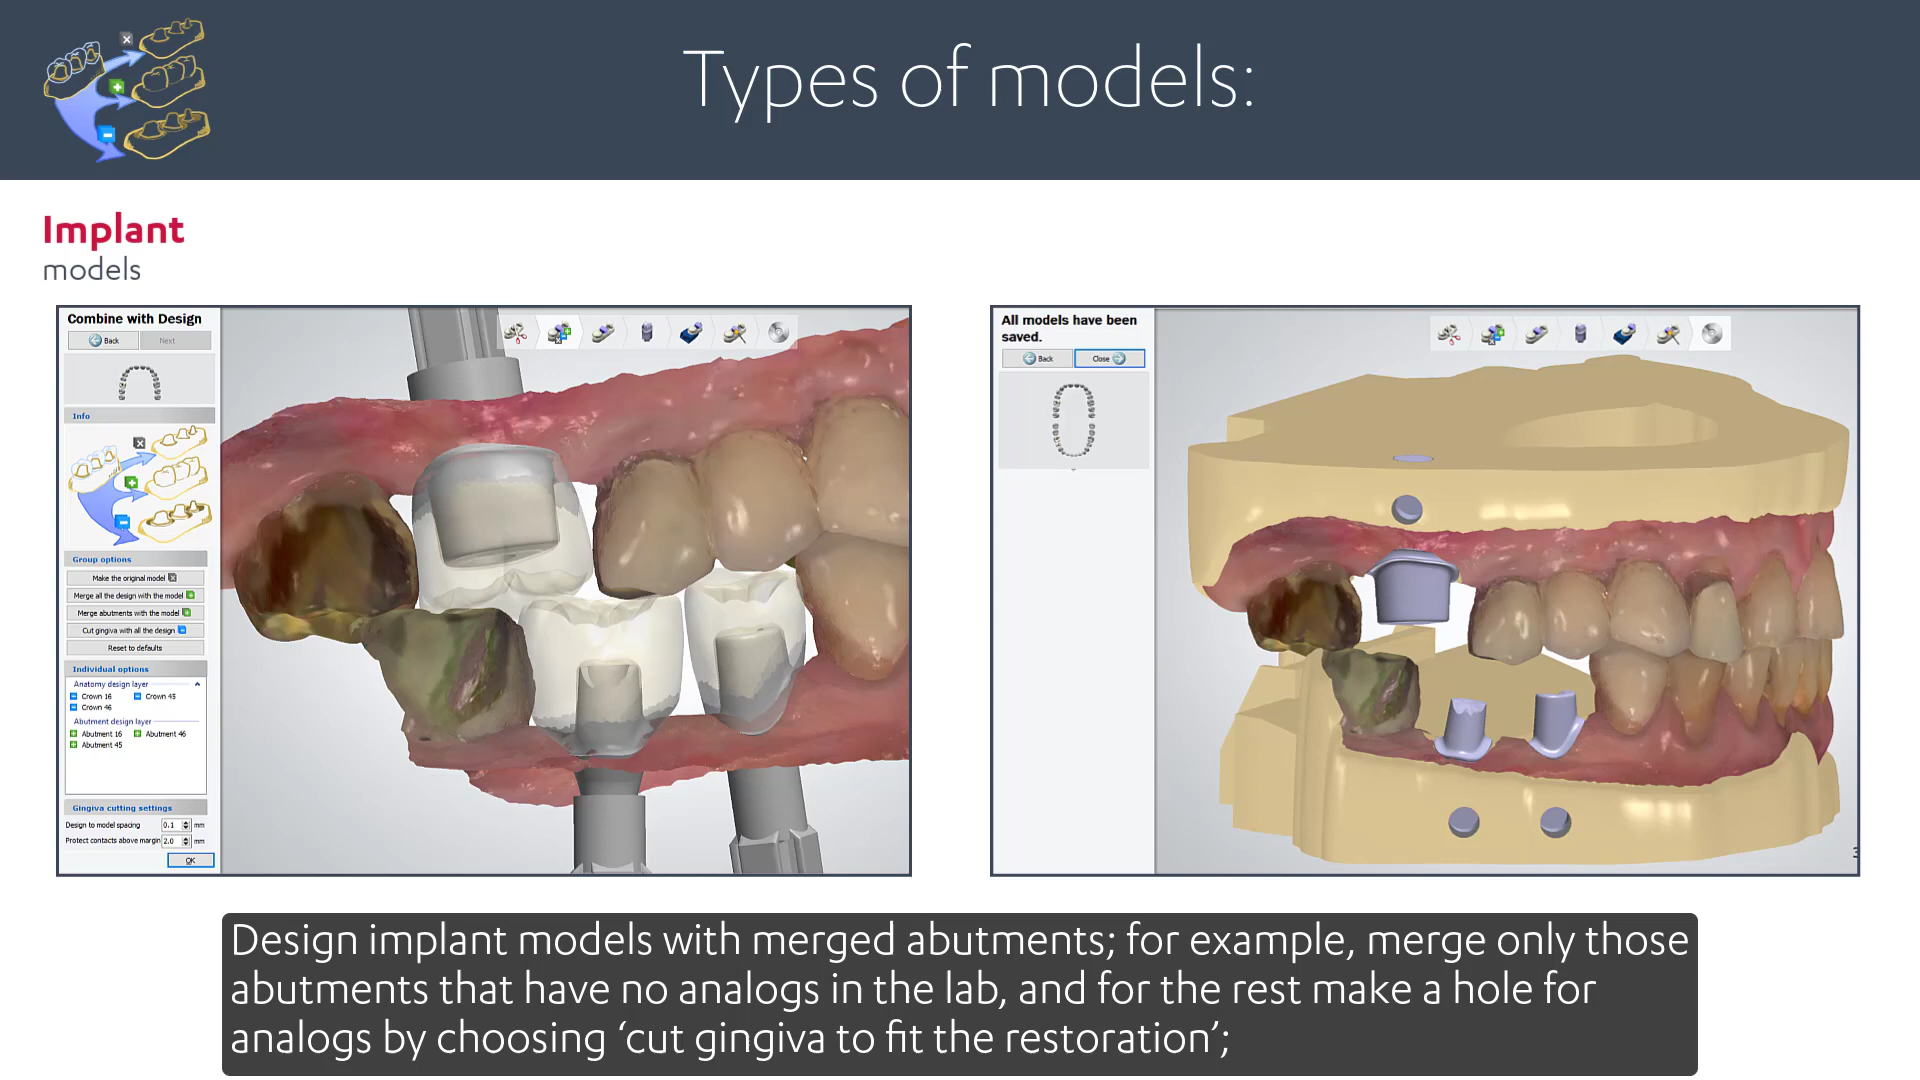 Types of models:
Implant
models
Combine with Design
Back
Next
Info
Group options
Make the original model
Merge all the design with the model
Merge abutments with the model
Cut gingiva with all the design
Reset to defaults
Individual options
Anatomy design layer
Crown 16 Crown 45
Crown 46
Abutment design layer
Abutment 16 Abutment 46
Abutment 45
Gingiva cutting settings
Design to model spacing 0.1 mm
Protect contacts above margin 2.0 mm
OK
All models have been
saved.
Back
Close
Design implant models with merged abutments; for example, merge only those
abutments that have no analogs in the lab, and for the rest make a hole for
analogs by choosing ‘cut gingiva to fit the restoration’;